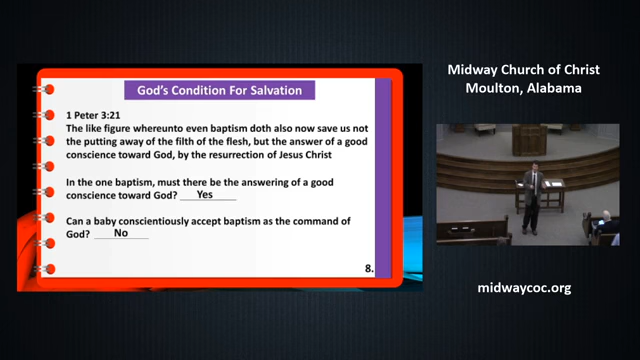 God's Condition For Salvation
1 Peter 3:21
The like figure whereunto even baptism doth also now save us not
the putting away of the filth of the flesh, but the answer of a good
conscience toward God, by the resurrection of Jesus Christ
In the one baptism, must there be the answering of a good
conscience toward God? Yes
Can a baby conscientiously accept baptism as the command of
God? No
8.
Midway Church of Christ
Moulton, Alabama
midwaycoc.org